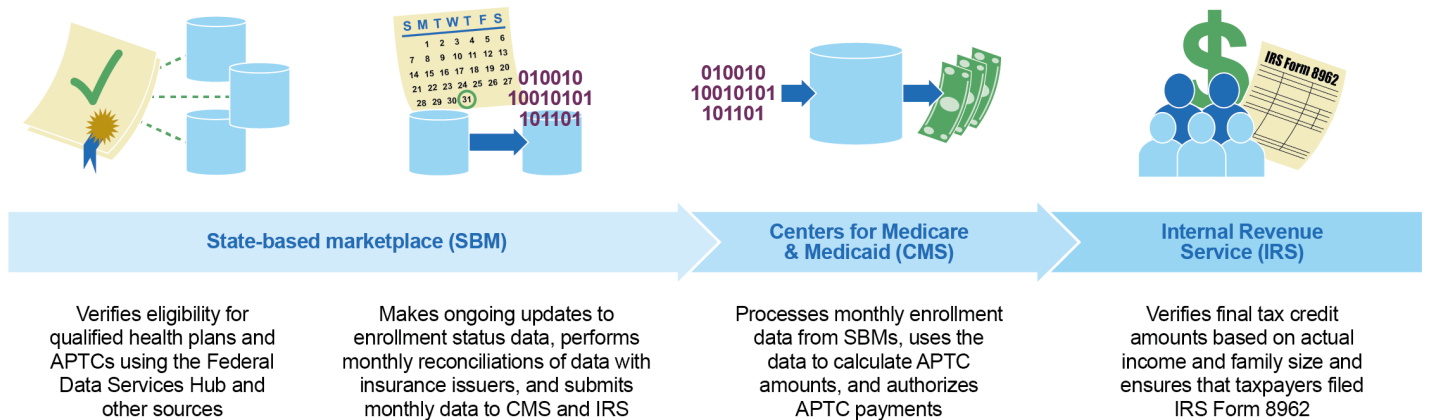 S M T W T F S
1 2 3 4 5 6
7 8 9 10 11 12 13
14 15 16 17 18 19 20
21 22 23 24 25 26 27
28 29 30 31
010010
10010101
101101
010010
10010101
101101
IRS Form 8962
State-based marketplace (SBM)
Centers for Medicare
& Medicaid (CMS)
Internal Revenue
Service (IRS)
Verifies eligibility for
qualified health plans and
APTCs using the Federal
Data Services Hub and
other sources
Makes ongoing updates to
enrollment status data, performs
monthly reconciliations of data with
insurance issuers, and submits
monthly data to CMS and IRS
Processes monthly enrollment
data from SBMs, uses the
data to calculate APTC
amounts, and authorizes
APTC payments
Verifies final tax credit
amounts based on actual
income and family size and
ensures that taxpayers filed
IRS Form 8962